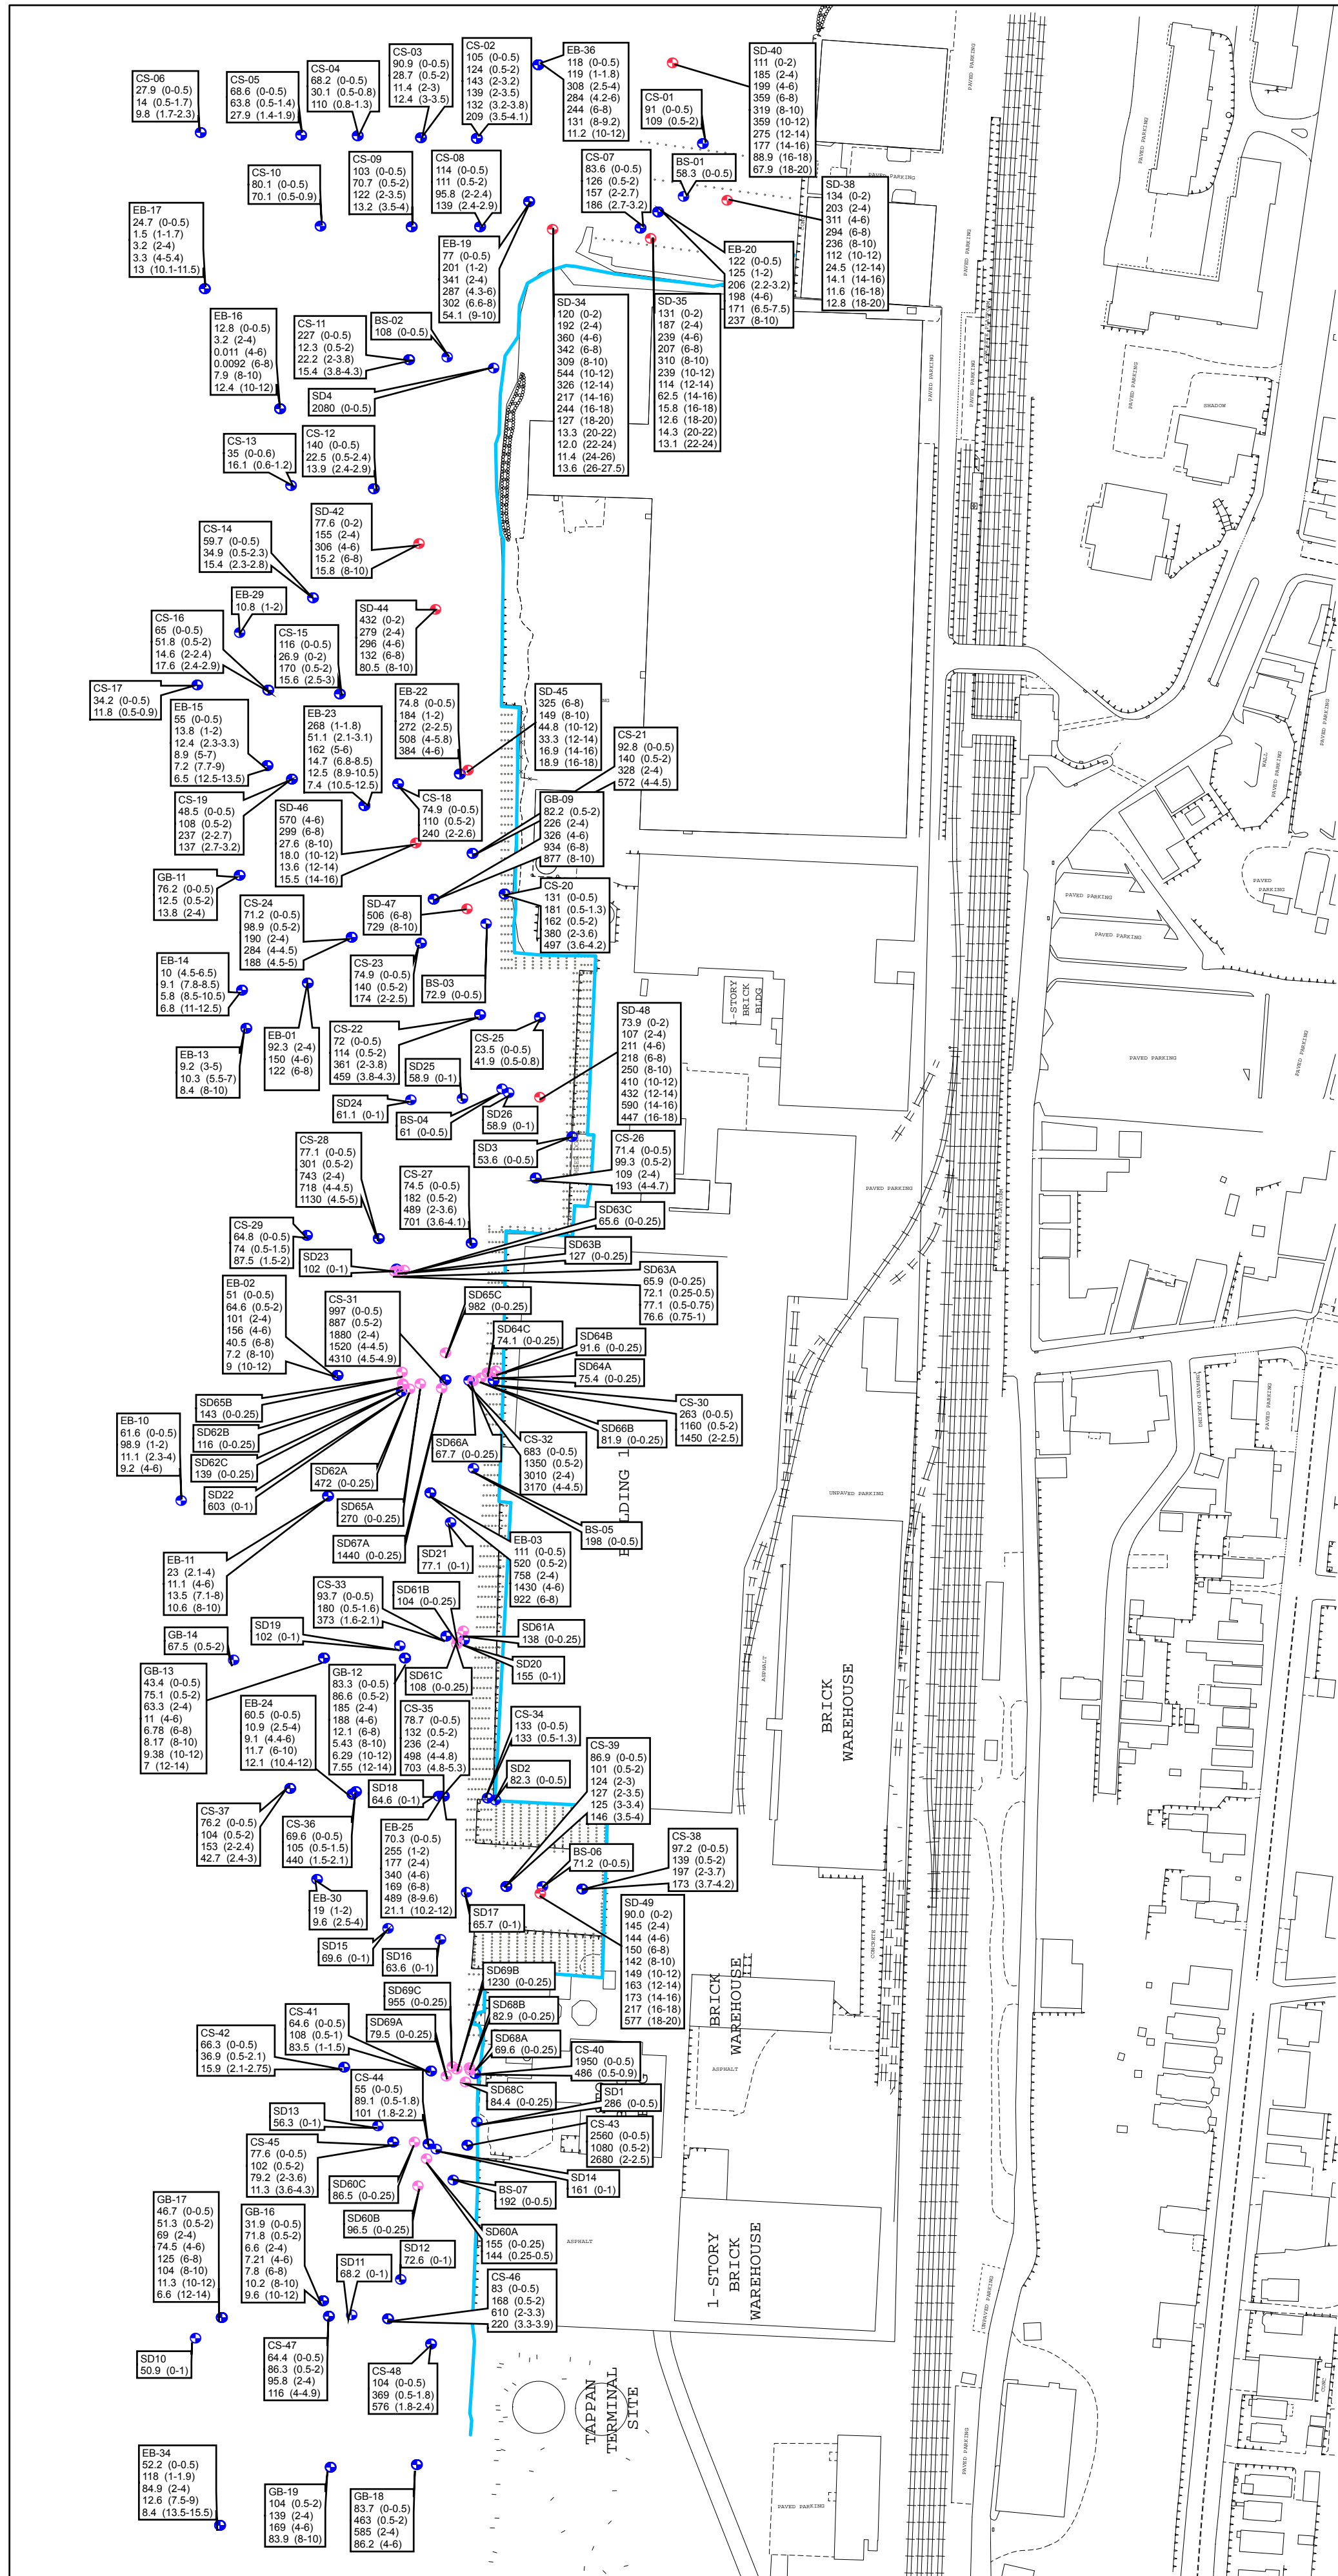 CS-06
27.9 (0-0.5)
14 (0.5-1.7)
9.8 (1.7-2.3)
CS-05
68.6 (0-0.5)
63.8 (0.5-1.4)
27.9 (1.4-1.9)
CS-04
68.2 (0-0.5)
30.1 (0.5-0.8)
110 (0.8-1.3)
CS-03
90.9 (0-0.5)
28.7 (0.5-2)
11.4 (2-3)
12.4 (3-3.5)
CS-02
105 (0-0.5)
124 (0.5-2)
143 (2-3.2)
139 (2-3.5)
132 (3.2-3.8)
209 (3.5-4.1)
EB-36
118 (0-0.5)
119 (1-1.8)
308 (2.5-4)
284 (4.2-6)
244 (6-8)
131 (8-9.2)
11.2 (10-12)
CS-01
91 (0-0.5)
109 (0.5-2)
SD-40
111 (0-2)
185 (2-4)
199 (4-6)
359 (6-8)
319 (8-10)
359 (10-12)
275 (12-14)
177 (14-16)
88.9 (16-18)
67.9 (18-20)
CS-10
80.1 (0-0.5)
70.1 (0.5-0.9)
CS-09
103 (0-0.5)
70.7 (0.5-2)
122 (2-3.5)
13.2 (3.5-4)
CS-08
114 (0-0.5)
111 (0.5-2)
95.8 (2-2.4)
139 (2.4-2.9)
CS-07
83.6 (0-0.5)
126 (0.5-2)
157 (2-2.7)
186 (2.7-3.2)
BS-01
58.3 (0-0.5)
SD-38
134 (0-2)
203 (2-4)
311 (4-6)
294 (6-8)
236 (8-10)
112 (10-12)
24.5 (12-14)
14.1 (14-16)
11.6 (16-18)
12.8 (18-20)
EB-17
24.7 (0-0.5)
1.5 (1-1.7)
3.2 (2-4)
3.3 (4-5.4)
13 (10.1-11.5)
EB-19
77 (0-0.5)
201 (1-2)
341 (2-4)
287 (4.3-6)
302 (6.6-8)
54.1 (9-10)
EB-20
122 (0-0.5)
125 (1-2)
206 (2.2-3.2)
198 (4-6)
171 (6.5-7.5)
237 (8-10)
EB-16
12.8 (0-0.5)
3.2 (2-4)
0.011 (4-6)
0.0092 (6-8)
7.9 (8-10)
12.4 (10-12)
CS-11
227 (0-0.5)
12.3 (0.5-2)
22.2 (2-3.8)
15.4 (3.8-4.3)
BS-02
108 (0-0.5)
SD-34
120 (0-2)
192 (2-4)
360 (4-6)
342 (6-8)
309 (8-10)
544 (10-12)
326 (12-14)
217 (14-16)
244 (16-18)
127 (18-20)
13.3 (20-22)
12.0 (22-24)
11.4 (24-26)
13.6 (26-27.5)
SD-35
131 (0-2)
187 (2-4)
239 (4-6)
207 (6-8)
310 (8-10)
239 (10-12)
114 (12-14)
62.5 (14-16)
15.8 (16-18)
12.6 (18-20)
14.3 (20-22)
13.1 (22-24)
SD4
2080 (0-0.5)
CS-13
35 (0-0.6)
16.1 (0.6-1.2)
CS-12
140 (0-0.5)
22.5 (0.5-2.4)
13.9 (2.4-2.9)
SD-42
77.6 (0-2)
155 (2-4)
306 (4-6)
15.2 (6-8)
15.8 (8-10)
CS-14
59.7 (0-0.5)
34.9 (0.5-2.3)
15.4 (2.3-2.8)
EB-29
10.8 (1-2)
SD-44
432 (0-2)
279 (2-4)
296 (4-6)
132 (6-8)
80.5 (8-10)
CS-16
65 (0-0.5)
51.8 (0.5-2)
14.6 (2-2.4)
17.6 (2.4-2.9)
CS-15
116 (0-0.5)
26.9 (0-2)
170 (0.5-2)
15.6 (2.5-3)
CS-17
34.2 (0-0.5)
11.8 (0.5-0.9)
EB-15
55 (0-0.5)
13.8 (1-2)
12.4 (2.3-3.3)
8.9 (5-7)
7.2 (7.7-9)
6.5 (12.5-13.5)
EB-23
268 (1-1.8)
51.1 (2.1-3.1)
162 (5-6)
14.7 (6.8-8.5)
12.5 (8.9-10.5)
7.4 (10.5-12.5)
EB-22
74.8 (0-0.5)
184 (1-2)
272 (2-2.5)
508 (4-5.8)
384 (4-6)
SD-45
325 (6-8)
149 (8-10)
44.8 (10-12)
33.3 (12-14)
16.9 (14-16)
18.9 (16-18)
CS-21
92.8 (0-0.5)
140 (0.5-2)
328 (2-4)
572 (4-4.5)
CS-19
48.5 (0-0.5)
108 (0.5-2)
237 (2-2.7)
137 (2.7-3.2)
SD-46
570 (4-6)
299 (6-8)
27.6 (8-10)
18.0 (10-12)
13.6 (12-14)
15.5 (14-16)
CS-18
74.9 (0-0.5)
110 (0.5-2)
240 (2-2.6)
GB-09
82.2 (0.5-2)
226 (2-4)
326 (4-6)
934 (6-8)
877 (8-10)
GB-11
76.2 (0-0.5)
12.5 (0.5-2)
13.8 (2-4)
CS-24
71.2 (0-0.5)
98.9 (0.5-2)
190 (2-4)
284 (4-4.5)
188 (4.5-5)
SD-47
506 (6-8)
729 (8-10)
CS-20
131 (0-0.5)
181 (0.5-1.3)
162 (0.5-2)
380 (2-3.6)
497 (3.6-4.2)
EB-14
10 (4.5-6.5)
9.1 (7.8-8.5)
5.8 (8.5-10.5)
6.8 (11-12.5)
CS-23
74.9 (0-0.5)
140 (0.5-2)
174 (2-2.5)
BS-03
72.9 (0-0.5)
EB-13
9.2 (3-5)
10.3 (5.5-7)
8.4 (8-10)
EB-01
92.3 (2-4)
150 (4-6)
122 (6-8)
CS-22
72 (0-0.5)
114 (0.5-2)
361 (2-3.8)
459 (3.8-4.3)
CS-25
23.5 (0-0.5)
41.9 (0.5-0.8)
SD-48
73.9 (0-2)
107 (2-4)
211 (4-6)
218 (6-8)
250 (8-10)
410 (10-12)
432 (12-14)
590 (14-16)
447 (16-18)
SD25
58.9 (0-1)
SD24
61.1 (0-1)
BS-04
61 (0-0.5)
SD26
58.9 (0-1)
SD3
53.6 (0-0.5)
CS-26
71.4 (0-0.5)
99.3 (0.5-2)
109 (2-4)
193 (4-4.7)
CS-28
77.1 (0-0.5)
301 (0.5-2)
743 (2-4)
718 (4-4.5)
1130 (4.5-5)
CS-27
74.5 (0-0.5)
182 (0.5-2)
489 (2-3.6)
701 (3.6-4.1)
SD63C
65.6 (0-0.25)
CS-29
64.8 (0-0.5)
74 (0.5-1.5)
87.5 (1.5-2)
SD23
102 (0-1)
SD63B
127 (0-0.25)
SD63A
65.9 (0-0.25)
72.1 (0.25-0.5)
77.1 (0.5-0.75)
76.6 (0.75-1)
EB-02
51 (0-0.5)
64.6 (0.5-2)
101 (2-4)
156 (4-6)
40.5 (6-8)
7.2 (8-10)
9 (10-12)
CS-31
997 (0-0.5)
887 (0.5-2)
1880 (2-4)
1520 (4-4.5)
4310 (4.5-4.9)
SD65C
982 (0-0.25)
SD64C
74.1 (0-0.25)
SD64B
91.6 (0-0.25)
SD64A
75.4 (0-0.25)
CS-30
263 (0-0.5)
1160 (0.5-2)
1450 (2-2.5)
SD65B
143 (0-0.25)
EB-10
61.6 (0-0.5)
98.9 (1-2)
11.1 (2.3-4)
9.2 (4-6)
SD62B
116 (0-0.25)
SD62C
139 (0-0.25)
SD22
603 (0-1)
SD62A
472 (0-0.25)
SD65A
270 (0-0.25)
SD67A
1440 (0-0.25)
SD66A
67.7 (0-0.25)
CS-32
683 (0-0.5)
1350 (0.5-2)
3010 (2-4)
3170 (4-4.5)
SD66B
81.9 (0-0.25)
BS-05
198 (0-0.5)
EB-03
111 (0-0.5)
520 (0.5-2)
758 (2-4)
1430 (4-6)
922 (6-8)
SD21
77.1 (0-1)
EB-11
23 (2.1-4)
11.1 (4-6)
13.5 (7.1-8)
10.6 (8-10)
CS-33
93.7 (0-0.5)
180 (0.5-1.6)
373 (1.6-2.1)
SD61B
104 (0-0.25)
SD61A
138 (0-0.25)
SD20
155 (0-1)
SD19
102 (0-1)
GB-14
67.5 (0.5-2)
SD61C
108 (0-0.25)
GB-13
43.4 (0-0.5)
75.1 (0.5-2)
63.3 (2-4)
11 (4-6)
6.78 (6-8)
8.17 (8-10)
9.38 (10-12)
7 (12-14)
GB-12
83.3 (0-0.5)
86.6 (0.5-2)
185 (2-4)
188 (4-6)
12.1 (6-8)
5.43 (8-10)
6.29 (10-12)
7.55 (12-14)
EB-24
60.5 (0-0.5)
10.9 (2.5-4)
9.1 (4.4-6)
11.7 (6-10)
12.1 (10.4-12)
CS-35
78.7 (0-0.5)
132 (0.5-2)
236 (2-4)
498 (4-4.8)
703 (4.8-5.3)
CS-34
133 (0-0.5)
133 (0.5-1.3)
SD2
82.3 (0-0.5)
CS-39
86.9 (0-0.5)
101 (0.5-2)
124 (2-3)
127 (2-3.5)
125 (3-3.4)
146 (3.5-4)
SD18
64.6 (0-1)
CS-37
76.2 (0-0.5)
104 (0.5-2)
153 (2-2.4)
42.7 (2.4-3)
CS-36
69.6 (0-0.5)
105 (0.5-1.5)
440 (1.5-2.1)
EB-25
70.3 (0-0.5)
255 (1-2)
177 (2-4)
340 (4-6)
169 (6-8)
489 (8-9.6)
21.1 (10.2-12)
BS-06
71.2 (0-0.5)
CS-38
97.2 (0-0.5)
139 (0.5-2)
197 (2-3.7)
173 (3.7-4.2)
EB-30
19 (1-2)
9.6 (2.5-4)
SD17
65.7 (0-1)
SD-49
90.0 (0-2)
145 (2-4)
144 (4-6)
150 (6-8)
142 (8-10)
149 (10-12)
163 (12-14)
173 (14-16)
217 (16-18)
577 (18-20)
SD15
69.6 (0-1)
SD16
63.6 (0-1)
SD69B
1230 (0-0.25)
SD69C
955 (0-0.25)
SD68B
82.9 (0-0.25)
CS-41
64.6 (0-0.5)
108 (0.5-1)
83.5 (1-1.5)
SD69A
79.5 (0-0.25)
SD68A
69.6 (0-0.25)
CS-40
1950 (0-0.5)
486 (0.5-0.9)
CS-42
66.3 (0-0.5)
36.9 (0.5-2.1)
15.9 (2.1-2.75)
CS-44
55 (0-0.5)
89.1 (0.5-1.8)
101 (1.8-2.2)
SD68C
84.4 (0-0.25)
SD1
286 (0-0.5)
SD13
56.3 (0-1)
CS-43
2560 (0-0.5)
1080 (0.5-2)
2680 (2-2.5)
CS-45
77.6 (0-0.5)
102 (0.5-2)
79.2 (2-3.6)
11.3 (3.6-4.3)
SD60C
86.5 (0-0.25)
SD14
161 (0-1)
BS-07
192 (0-0.5)
GB-17
46.7 (0-0.5)
51.3 (0.5-2)
69 (2-4)
74.5 (4-6)
125 (6-8)
104 (8-10)
11.3 (10-12)
6.6 (12-14)
GB-16
31.9 (0-0.5)
71.8 (0.5-2)
6.6 (2-4)
7.21 (4-6)
7.8 (6-8)
10.2 (8-10)
9.6 (10-12)
SD60B
96.5 (0-0.25)
SD60A
155 (0-0.25)
144 (0.25-0.5)
SD12
72.6 (0-1)
SD11
68.2 (0-1)
CS-46
83 (0-0.5)
168 (0.5-2)
610 (2-3.3)
220 (3.3-3.9)
SD10
50.9 (0-1)
CS-47
64.4 (0-0.5)
86.3 (0.5-2)
95.8 (2-4)
116 (4-4.9)
CS-48
104 (0-0.5)
369 (0.5-1.8)
576 (1.8-2.4)
EB-34
52.2 (0-0.5)
118 (1-1.9)
84.9 (2-4)
12.6 (7.5-9)
8.4 (13.5-15.5)
GB-19
104 (0.5-2)
139 (2-4)
169 (4-6)
83.9 (8-10)
GB-18
83.7 (0-0.5)
463 (0.5-2)
585 (2-4)
86.2 (4-6)
PAVED PARKING
PAVED PARKING
PAVED PARKING
PAVED PARKING
PAVED PARKING
PAVED PARKING
PAVED PARKING
PAVED PARKING
SHADOW
PAVED PARKING
PAVED PARKING
WALL
PAVED PARKING
PAVED PARKING
PAVED PARKING
PAVED PARKING
1-STORY
BRICK
BLDG
PAVED PARKING
PAVED PARKING
PAVED PARKING
UNPAVED PARKING
PAVED PARKING
UNPAVED PARKING
ASPHALT
BRICK
WAREHOUSE
CONCRETE
BRICK
WAREHOUSE
ASPHALT
ASPHALT
1-STORY
BRICK
WAREHOUSE
UNPAVED PARKING
TAPPAN
TERMINAL
SITE
CONC
PAVED PARKING
PAVED PARKING